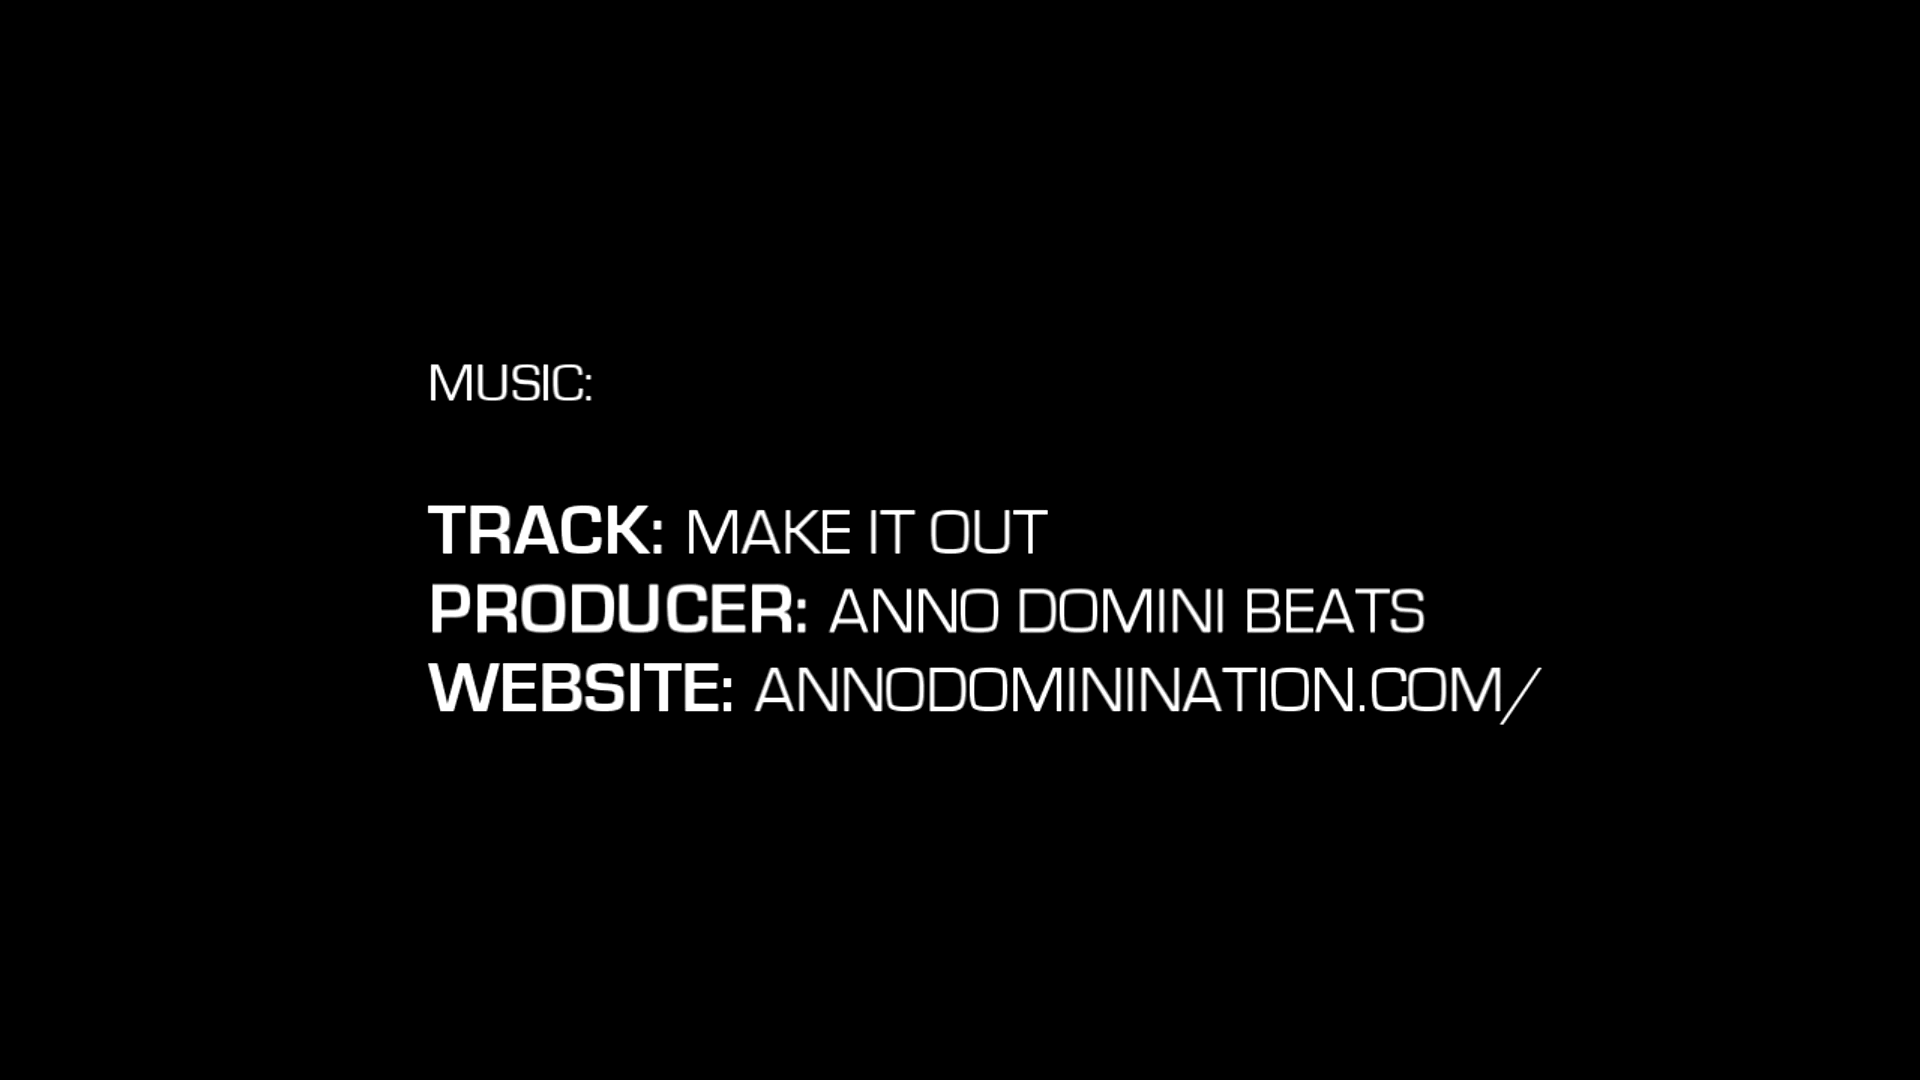 MUSIC:
TRACK: MAKE IT OUT
PRODUCER: ANNO DOMINI BEATS
WEBSITE: ANNODOMININATION.COM/